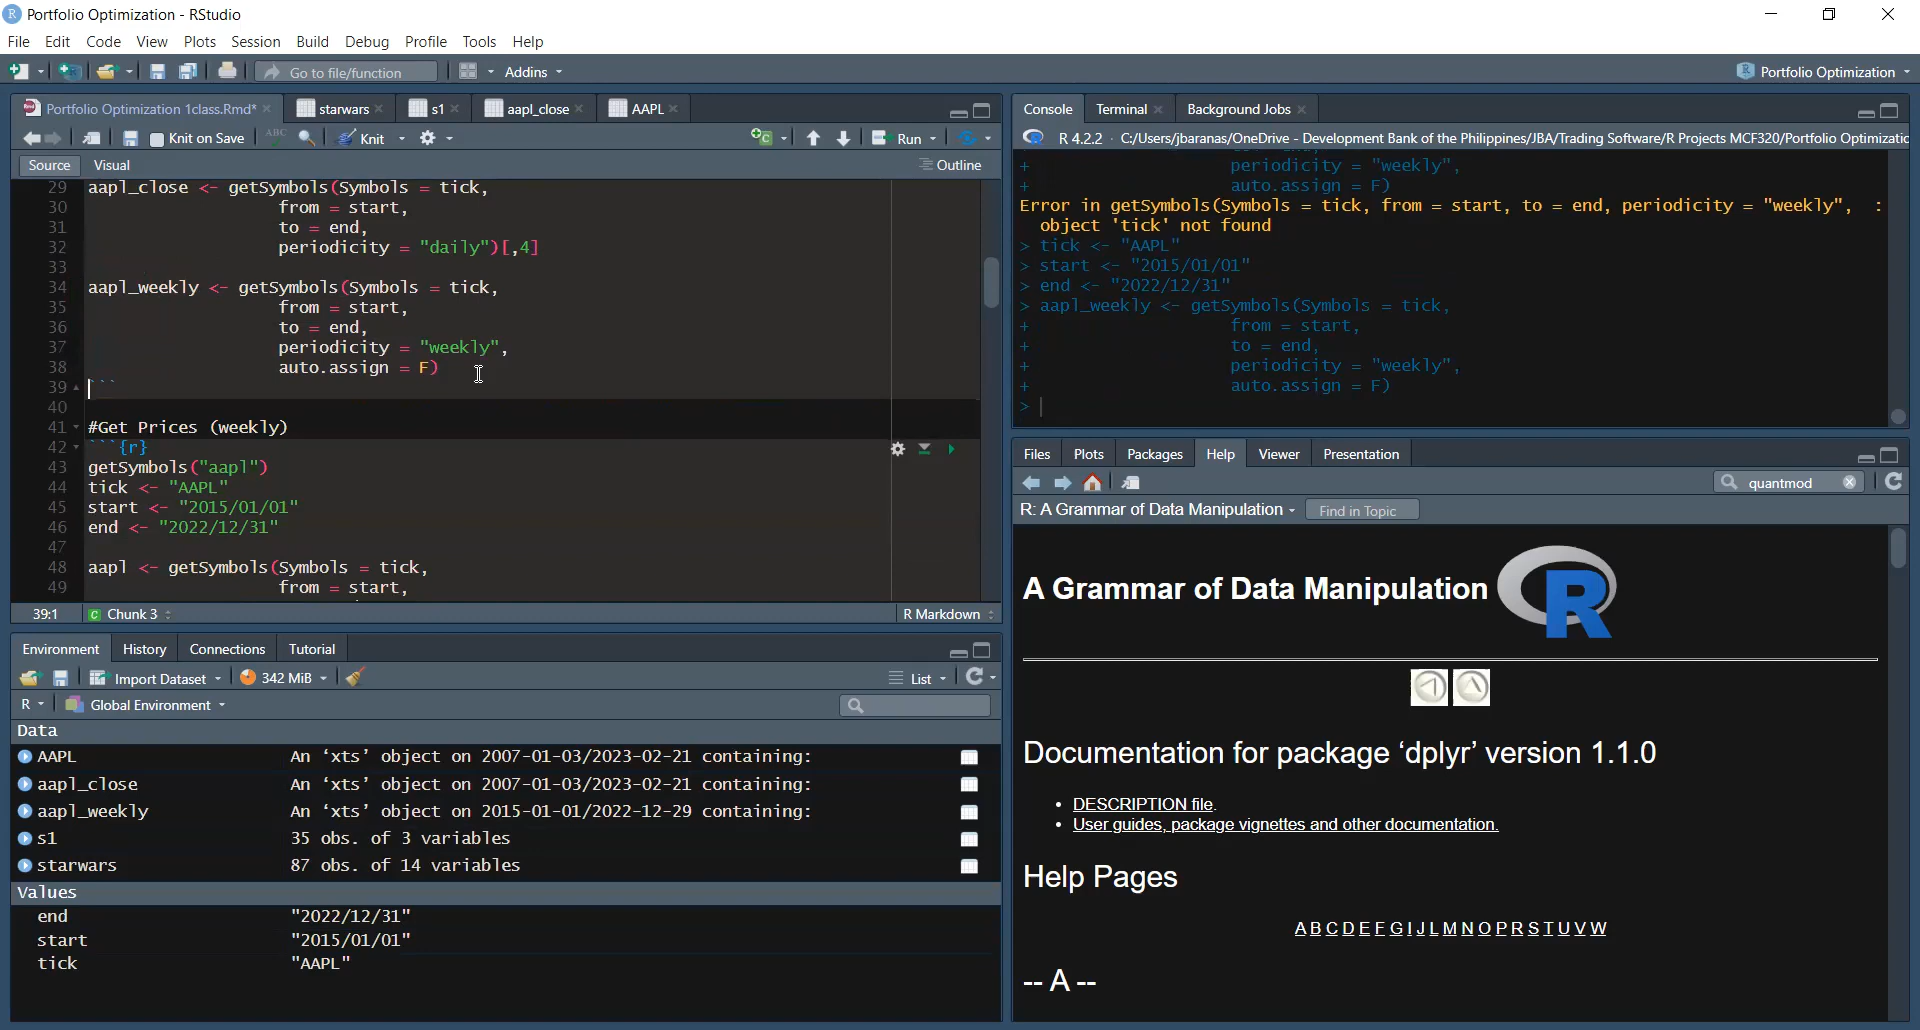 Portfolio Optimization - RStudio
File Edit Code View Plots Session Build Debug Profile Tools Help
Go to file/function Addins Portfolio Optimization
Portfolio Optimization 1class.Rmd* starwars s1 aapl_close AAPL
Knit on Save ABC Knit Run
Source Visual Outline
29 aapl_close <- getSymbols(Symbols = tick,
30 from = start,
31 to = end,
32 periodicity = "daily")[,4]
33
34 aapl_weekly <- getSymbols(Symbols = tick,
35 from = start,
36 to = end,
37 periodicity = "weekly",
38 auto.assign = F)
39 ```
40
41 #Get Prices (weekly)
42 ```{r}
43 getSymbols("aapl")
44 tick <- "AAPL"
45 start <- "2015/01/01"
46 end <- "2022/12/31"
47
48 aapl <- getSymbols(Symbols = tick,
49 from = start,
39:1 Chunk 3 R Markdown
Environment History Connections Tutorial
Import Dataset 342 MiB List
R Global Environment
Data
AAPL An ‘xts’ object on 2007-01-03/2023-02-21 containing:
aapl_close An ‘xts’ object on 2007-01-03/2023-02-21 containing:
aapl_weekly An ‘xts’ object on 2015-01-01/2022-12-29 containing:
s1 35 obs. of 3 variables
starwars 87 obs. of 14 variables
Values
end "2022/12/31"
start "2015/01/01"
tick "AAPL"
Console Terminal Background Jobs
R 4.2.2 · C:/Users/jbaranas/OneDrive - Development Bank of the Philippines/JBA/Trading Software/R Projects MCF320/Portfolio Optimizatic
+ periodicity = "weekly",
+ auto.assign = F)
Error in getSymbols(Symbols = tick, from = start, to = end, periodicity = "weekly", :
object 'tick' not found
> tick <- "AAPL"
> start <- "2015/01/01"
> end <- "2022/12/31"
> aapl_weekly <- getSymbols(Symbols = tick,
+ from = start,
+ to = end,
+ periodicity = "weekly",
+ auto.assign = F)
>
Files Plots Packages Help Viewer Presentation
quantmod
R: A Grammar of Data Manipulation Find in Topic
A Grammar of Data Manipulation R
Documentation for package ‘dplyr’ version 1.1.0
• DESCRIPTION file.
• User guides, package vignettes and other documentation.
Help Pages
A B C D E F G I J L M N O P R S T U V W
-- A --